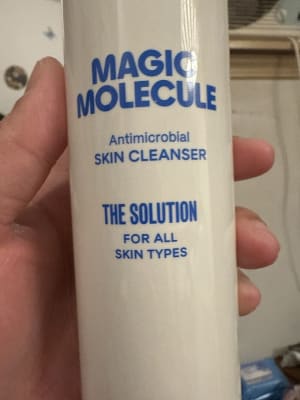 MAGIC
MOLECULE
Antimicrobial
SKIN CLEANSER
THE SOLUTION
FOR ALL
SKIN TYPES